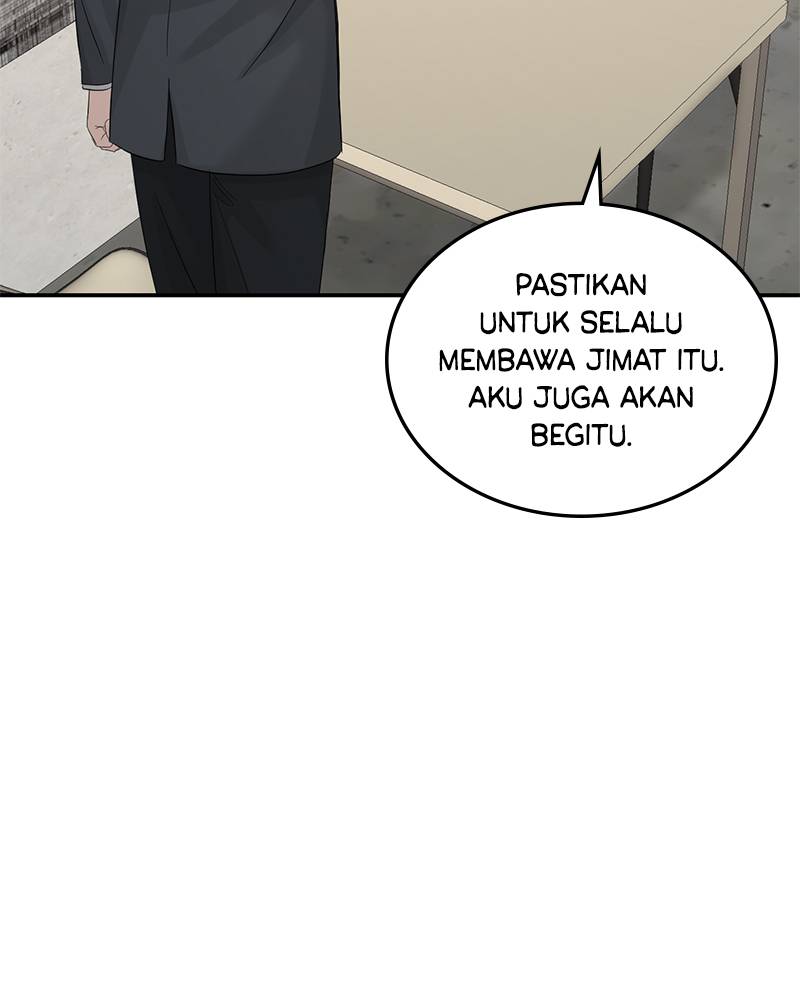 PASTIKAN
UNTUK SELALU
MEMBAWA JIMAT ITU.
AKU JUGA AKAN
BEGITU.